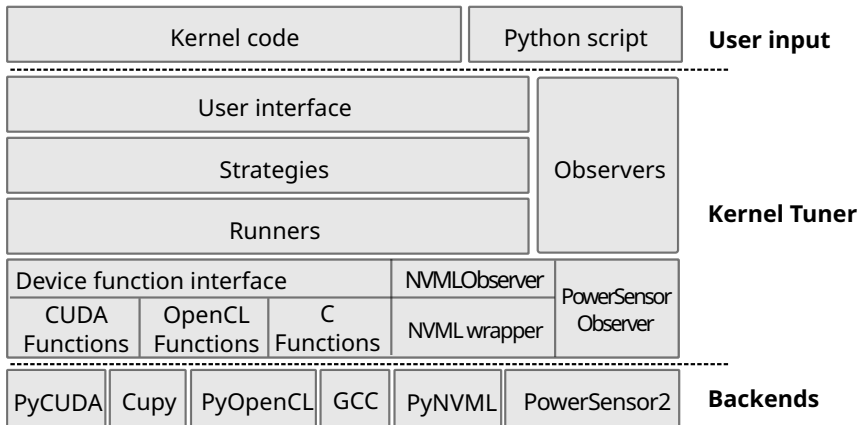 Kernel code
Python script
User input
User interface
Strategies
Observers
Runners
Kernel Tuner
Device function interface
NVMLObserver
PowerSensor
Observer
CUDA
Functions
OpenCL
Functions
C
Functions
NVML wrapper
PyCUDA
Cupy
PyOpenCL
GCC
PyNVML
PowerSensor2
Backends